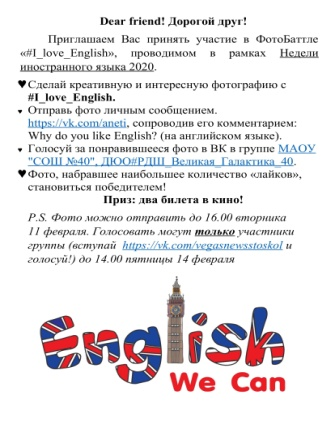 Dear friend! Дорогой друг!
Приглашаем Вас принять участие в ФотоБаттле
«#I_love_English», проводимом в рамках Недели
иностранного языка 2020.
♥Сделай креативную и интересную фотографию с
#I_love_English.
♥ Отправь фото личным сообщением.
https://vk.com/aneti, сопроводив его комментарием:
Why do you like English? (на английском языке).
♥ Голосуй за понравившееся фото в ВК в группе МАОУ
"СОШ №40", ДЮО#РДШ_Великая_Галактика_40.
♥Фото, набравшее наибольшее количество «лайков»,
становиться победителем!
Приз: два билета в кино!
P.S. Фото можно отправить до 16.00 вторника
11 февраля. Голосовать могут только участники
группы (вступай https://vk.com/vegasnewsstoskol и
голосуй!) до 14.00 пятницы 14 февраля
English
We Can